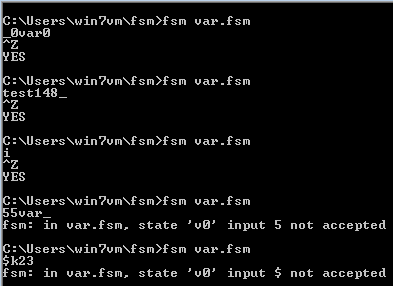 C:\Users\win7vm\fsm>fsm var.fsm
_0var0
^Z
YES
C:\Users\win7vm\fsm>fsm var.fsm
test148_
^Z
YES
C:\Users\win7vm\fsm>fsm var.fsm
i
^Z
YES
C:\Users\win7vm\fsm>fsm var.fsm
55var_
fsm: in var.fsm, state 'v0' input 5 not accepted
C:\Users\win7vm\fsm>fsm var.fsm
$k23
fsm: in var.fsm, state 'v0' input $ not accepted